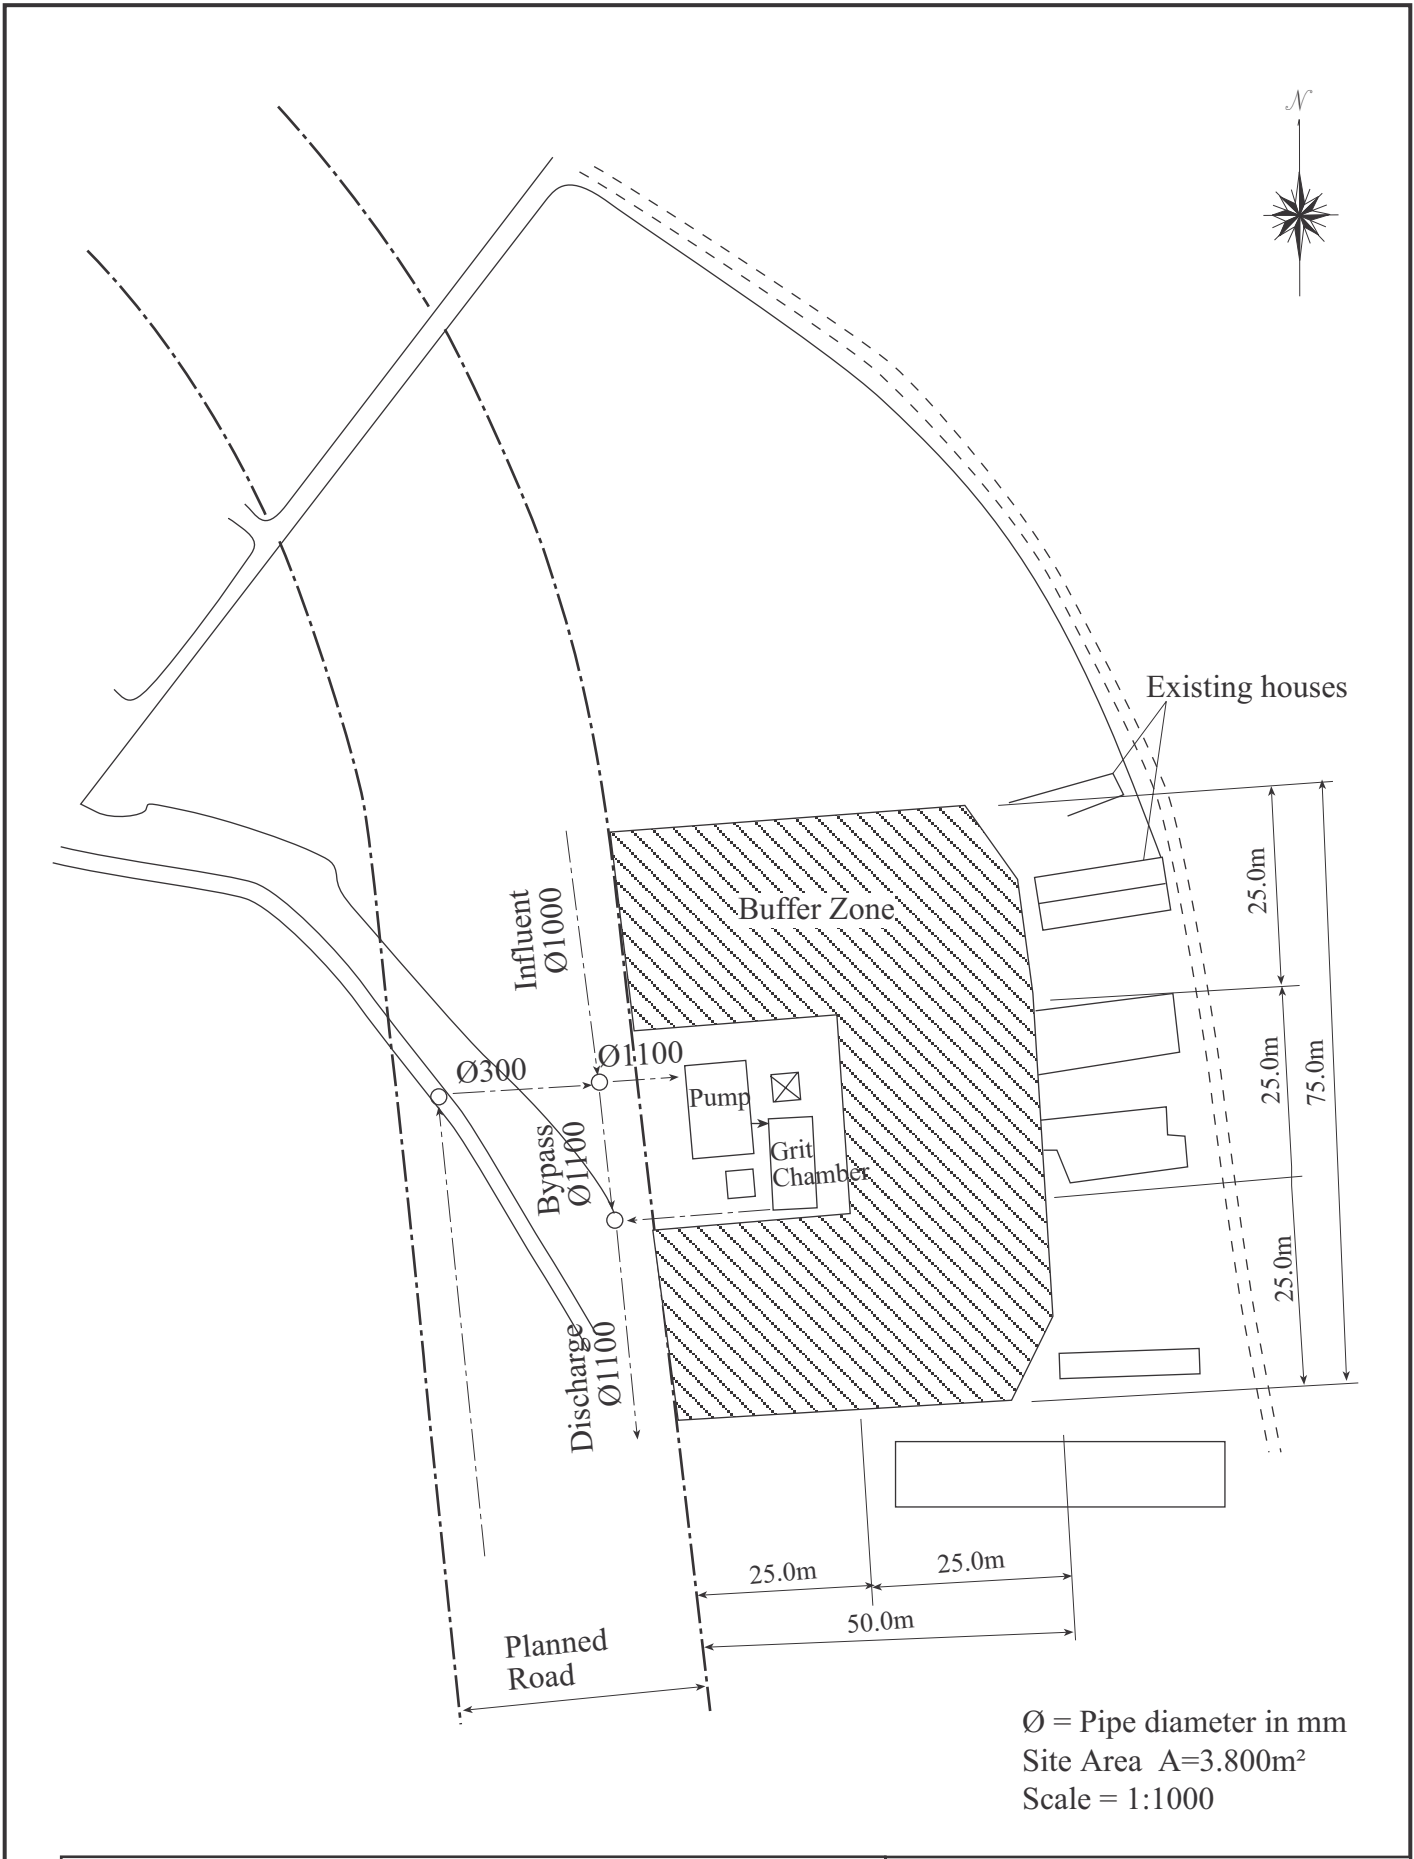 N
Existing houses
25.0m
Buffer Zone
Influent
Ø1000
25.0m
75.0m
Ø300
Ø1100
Pump
Bypass
Ø1100
Grit
Chamber
25.0m
Discharge
Ø1100
25.0m
25.0m
50.0m
Planned
Road
Ø = Pipe diameter in mm
Site Area A=3.800m²
Scale = 1:1000